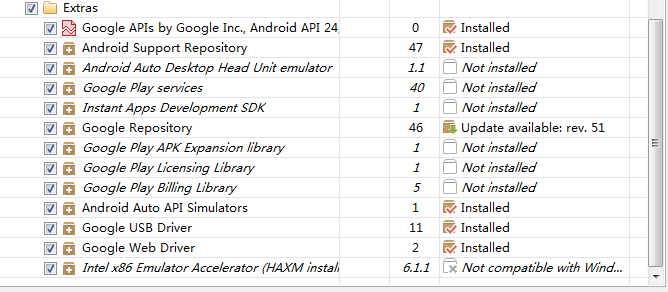 Extras
Google APIs by Google Inc., Android API 24, 0 Installed
Android Support Repository 47 Installed
Android Auto Desktop Head Unit emulator 1.1 Not installed
Google Play services 40 Not installed
Instant Apps Development SDK 1 Not installed
Google Repository 46 Update available: rev. 51
Google Play APK Expansion library 1 Not installed
Google Play Licensing Library 1 Not installed
Google Play Billing Library 5 Not installed
Android Auto API Simulators 1 Installed
Google USB Driver 11 Installed
Google Web Driver 2 Installed
Intel x86 Emulator Accelerator (HAXM install 6.1.1 Not compatible with Wind...